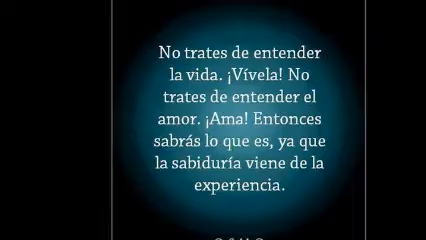 No trates de entender
la vida. ¡Vívela! No
trates de entender el
amor. ¡Ama! Entonces
sabrás lo que es, ya que
la sabiduría viene de la
experiencia.